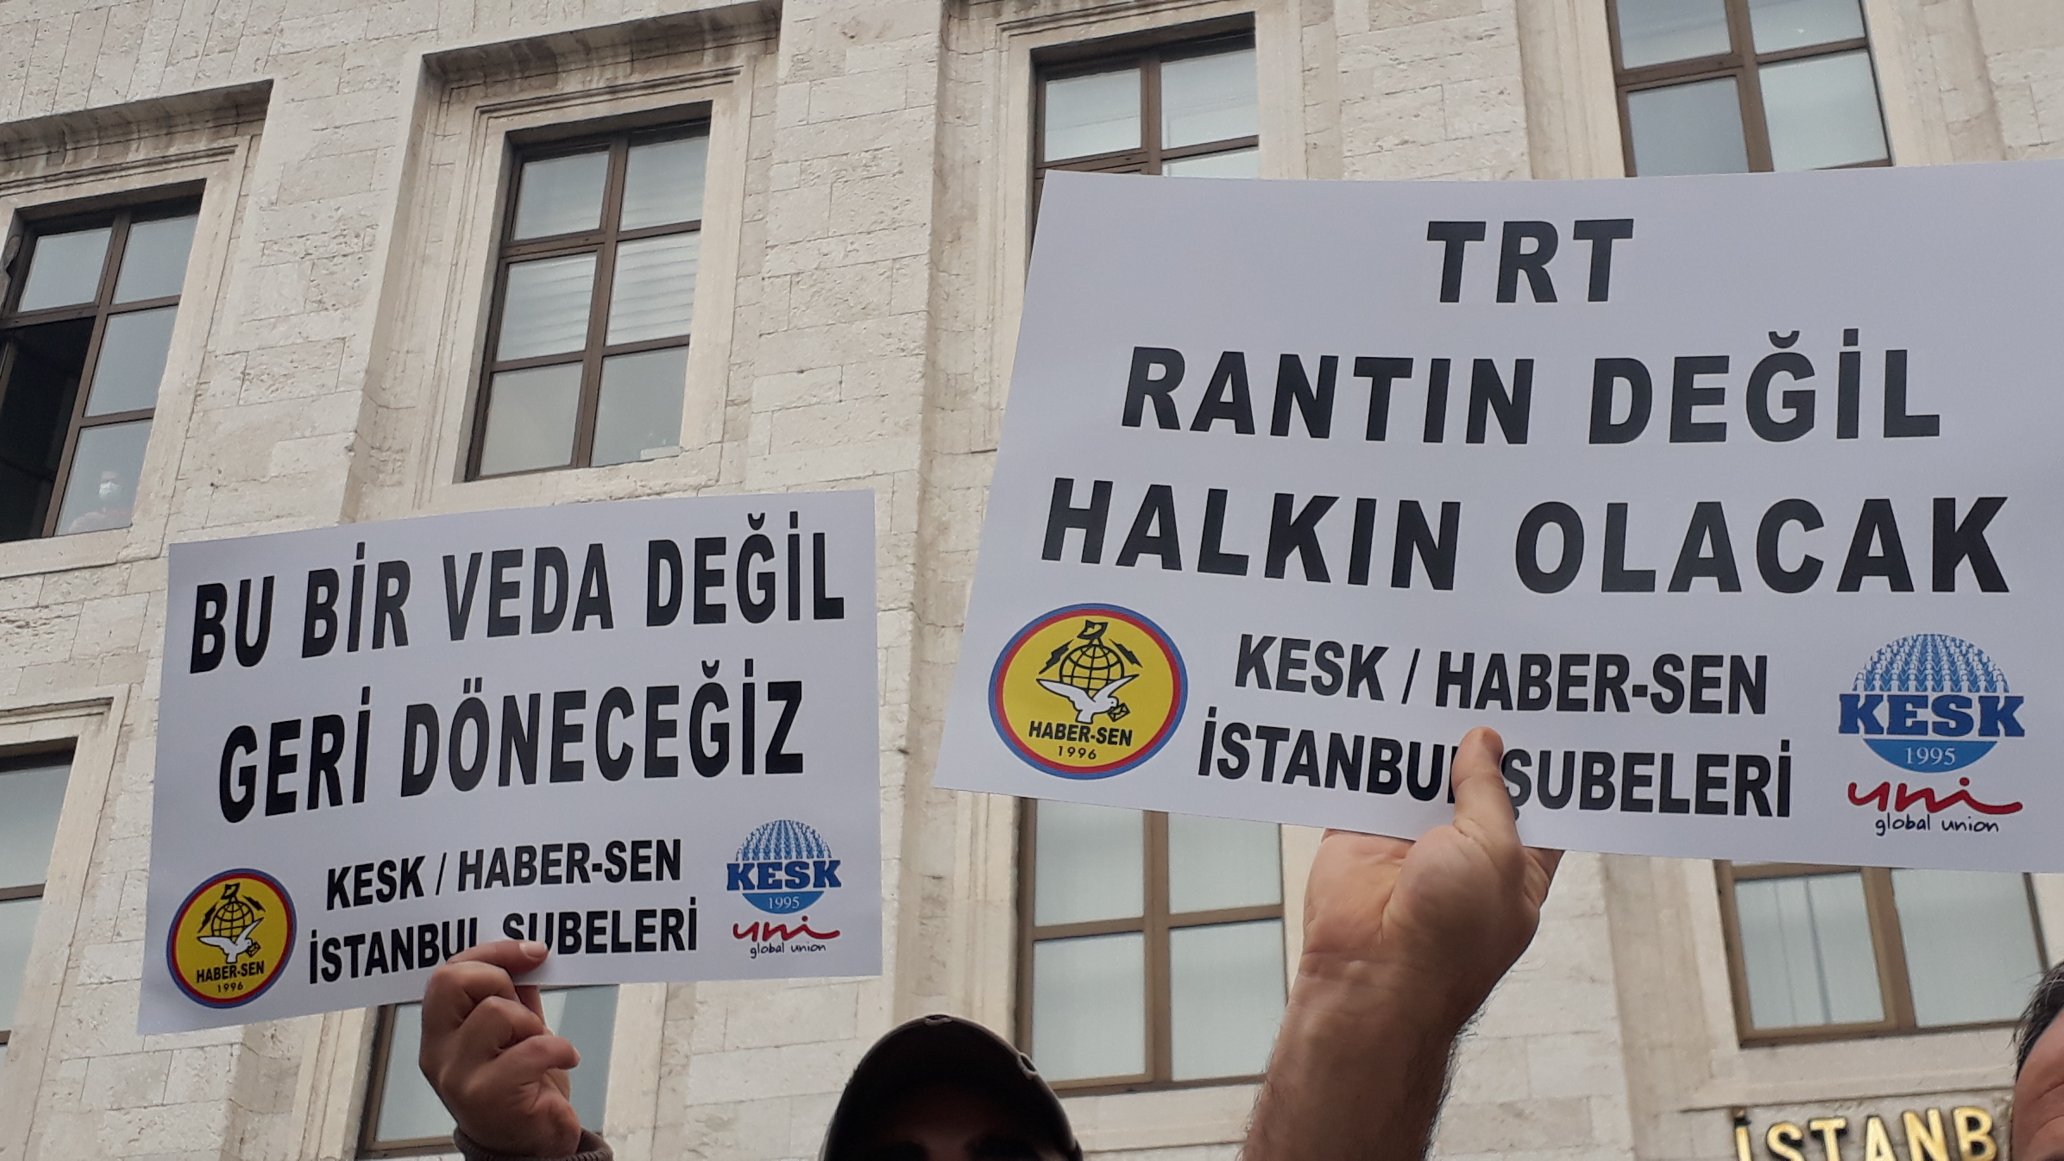 BU BİR VEDA DEĞİL
GERİ DÖNECEĞİZ
KESK / HABER-SEN
İSTANBUL ŞUBELERİ
HABER-SEN
1996
KESK
1995
uni
global union
TRT
RANTIN DEĞİL
HALKIN OLACAK
KESK / HABER-SEN
İSTANBUL ŞUBELERİ
HABER-SEN
1996
KESK
1995
uni
global union
İSTANB